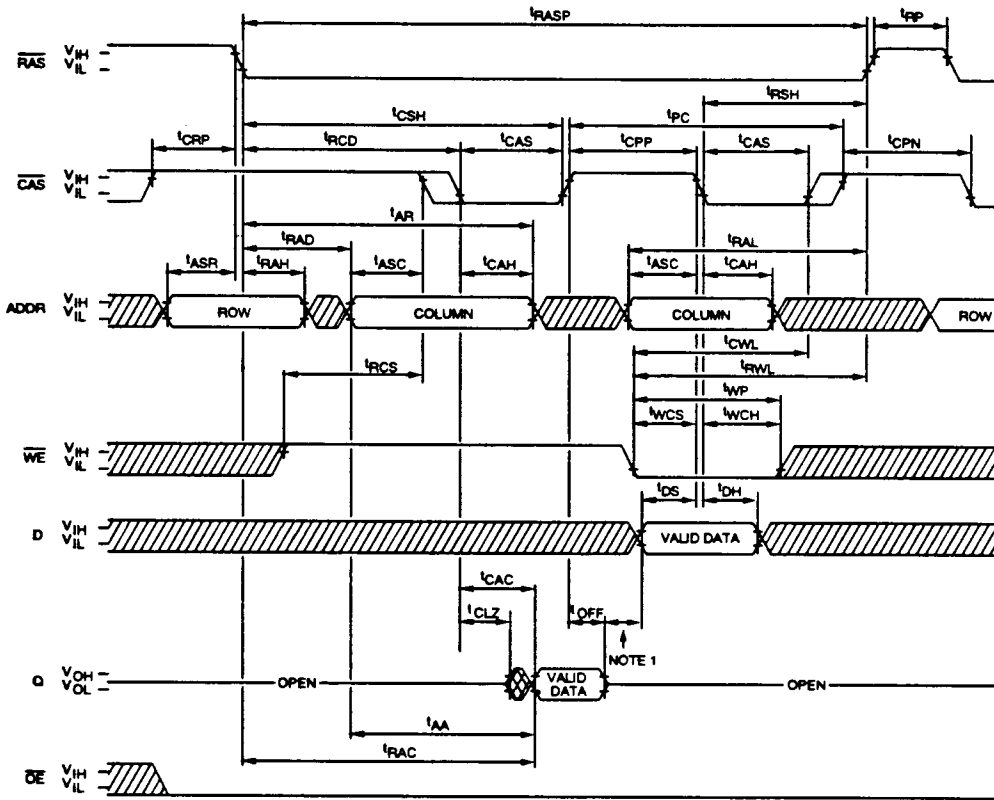 tRASP
tRP
RAS VIH VIL
tRSH
tCSH
tPC
tCRP
tRCD
tCAS
tCPP
tCAS
tCPN
CAS VIH VIL
tAR
tRAD
tRAL
tASR
tRAH
tASC
tCAH
tASC
tCAH
ADDR VIH VIL
ROW
COLUMN
COLUMN
ROW
tCWL
tRCS
tRWL
tWP
tWCS
tWCH
WE VIH VIL
tDS
tDH
D VIH VIL
VALID DATA
tCAC
tCLZ
tOFF
NOTE 1
Q VOH VOL
OPEN
VALID
DATA
OPEN
tAA
tRAC
OE VIH VIL